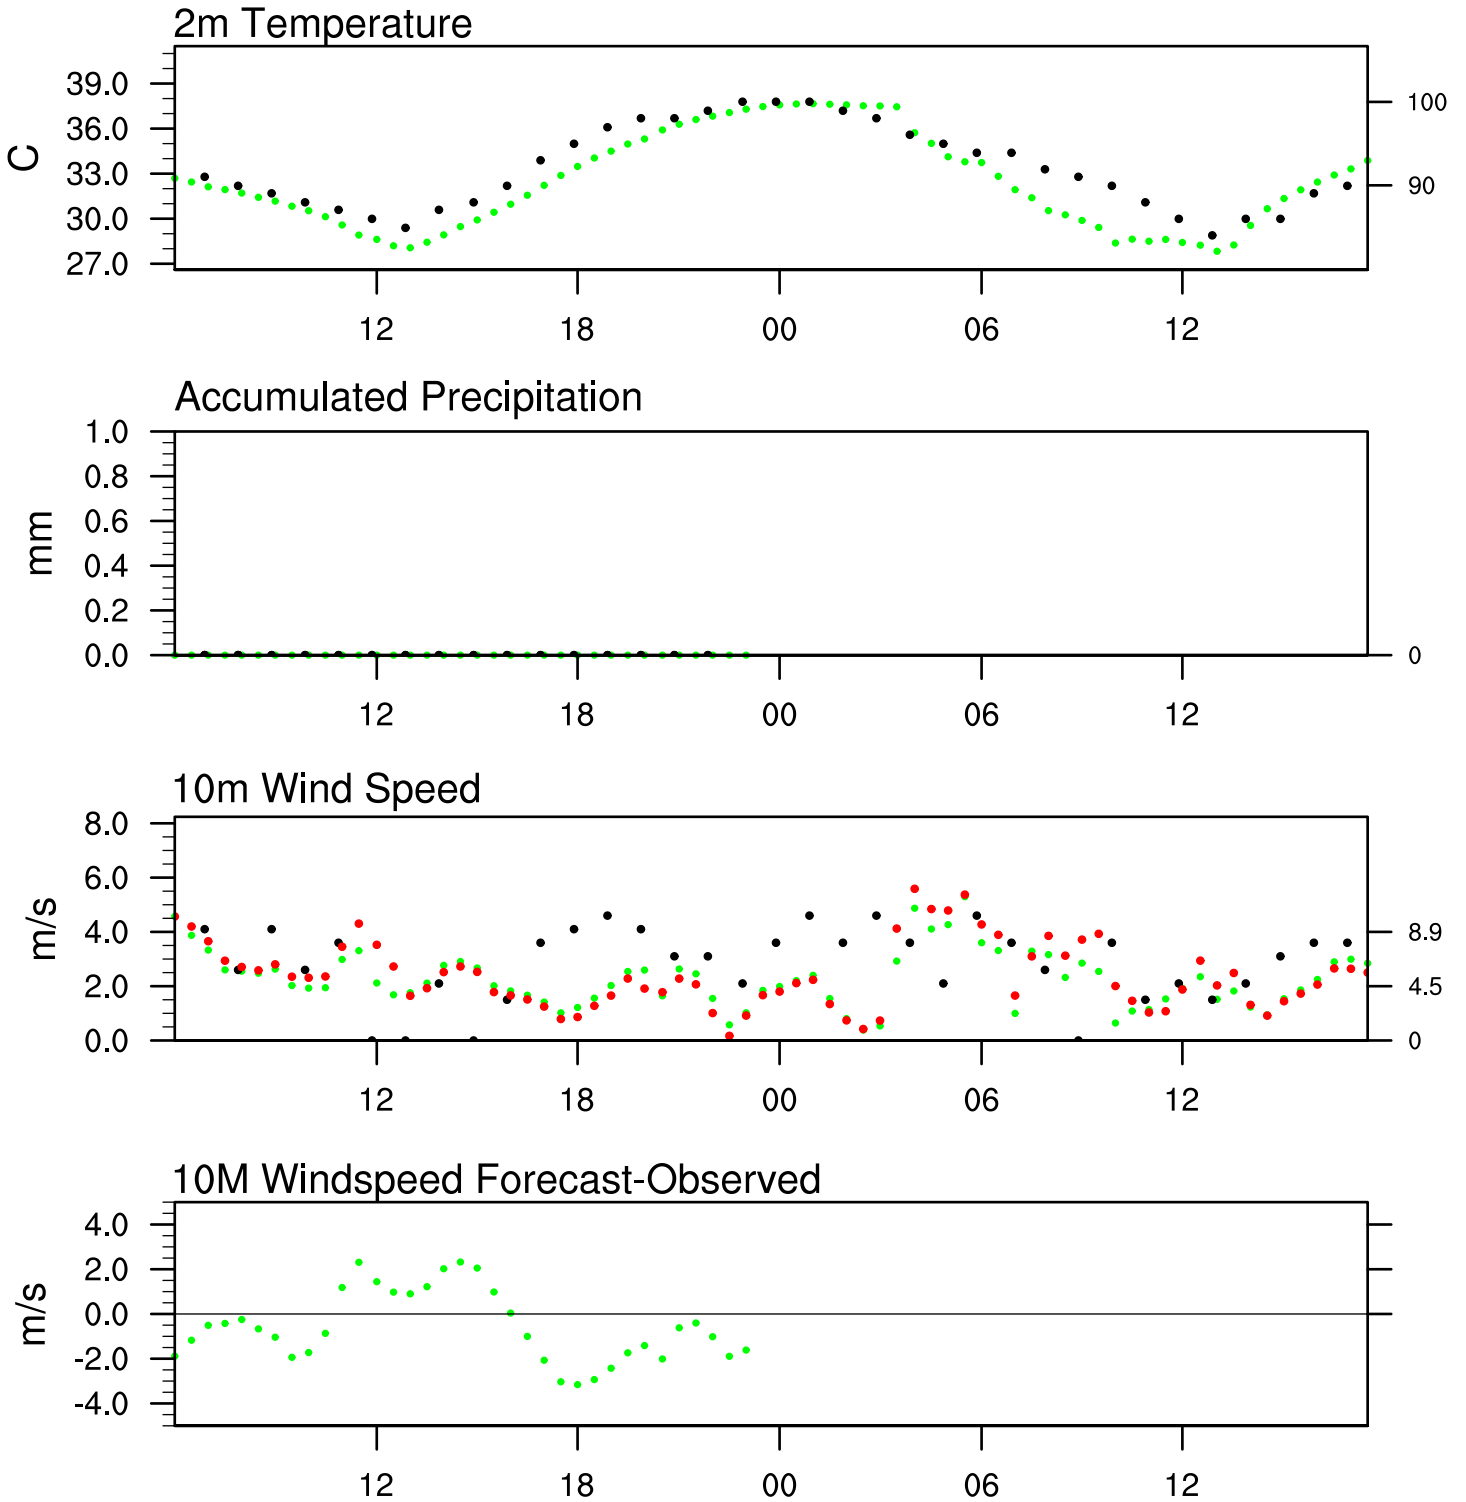 2m Temperature
39.0
36.0
33.0
30.0
27.0
C
100
90
12 18 00 06 12
Accumulated Precipitation
1.0
0.8
0.6
0.4
0.2
0.0
mm
0
12 18 00 06 12
10m Wind Speed
8.0
6.0
4.0
2.0
0.0
m/s
8.9
4.5
0
12 18 00 06 12
10M Windspeed Forecast-Observed
4.0
2.0
0.0
-2.0
-4.0
m/s
12 18 00 06 12